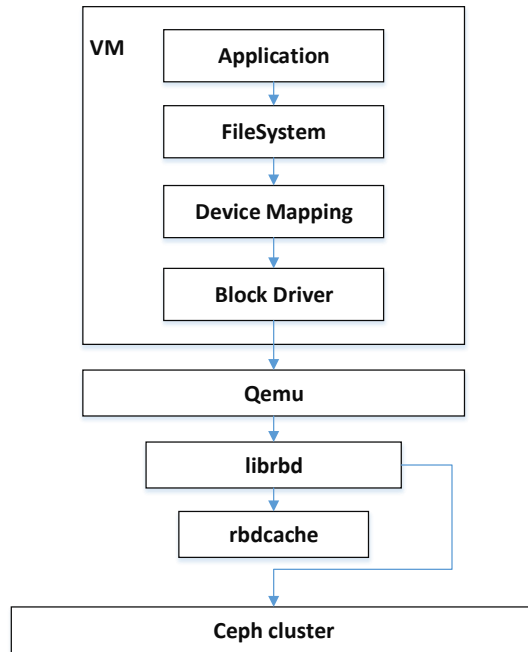 VM
Application
FileSystem
Device Mapping
Block Driver
Qemu
librbd
rbdcache
Ceph cluster